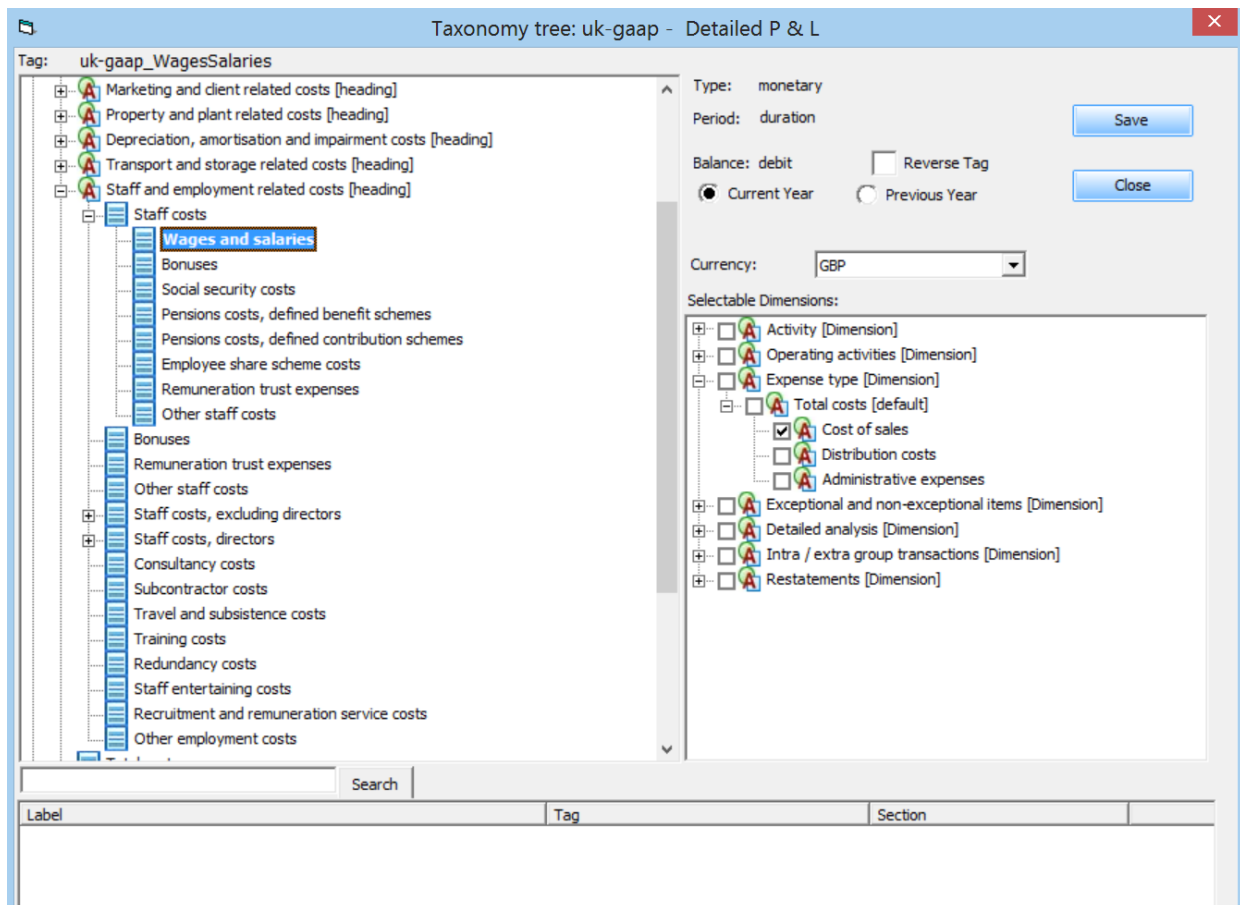 Taxonomy tree: uk-gaap - Detailed P & L
Tag: uk-gaap_WagesSalaries
Marketing and client related costs [heading]
Property and plant related costs [heading]
Depreciation, amortisation and impairment costs [heading]
Transport and storage related costs [heading]
Staff and employment related costs [heading]
Staff costs
Wages and salaries
Bonuses
Social security costs
Pensions costs, defined benefit schemes
Pensions costs, defined contribution schemes
Employee share scheme costs
Remuneration trust expenses
Other staff costs
Bonuses
Remuneration trust expenses
Other staff costs
Staff costs, excluding directors
Staff costs, directors
Consultancy costs
Subcontractor costs
Travel and subsistence costs
Training costs
Redundancy costs
Staff entertaining costs
Recruitment and remuneration service costs
Other employment costs
Type: monetary
Period: duration
Save
Balance: debit
Reverse Tag
Close
Current Year
Previous Year
Currency: GBP
Selectable Dimensions:
Activity [Dimension]
Operating activities [Dimension]
Expense type [Dimension]
Total costs [default]
Cost of sales
Distribution costs
Administrative expenses
Exceptional and non-exceptional items [Dimension]
Detailed analysis [Dimension]
Intra / extra group transactions [Dimension]
Restatements [Dimension]
Search
Label Tag Section